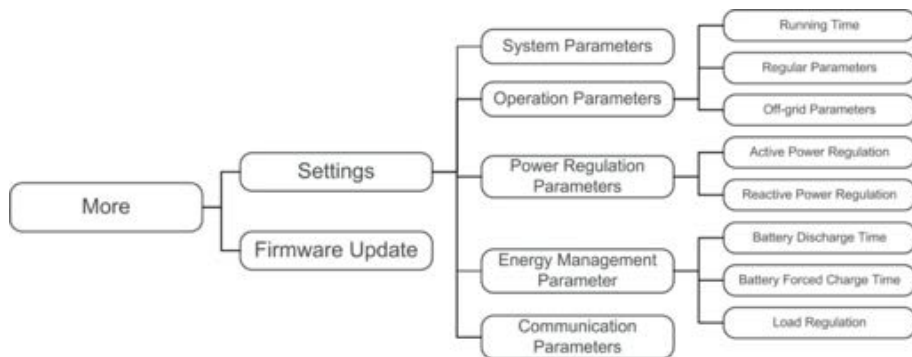 More
Settings
Firmware Update
System Parameters
Operation Parameters
Power Regulation
Parameters
Energy Management
Parameter
Communication
Parameters
Running Time
Regular Parameters
Off-grid Parameters
Active Power Regulation
Reactive Power Regulation
Battery Discharge Time
Battery Forced Charge Time
Load Regulation